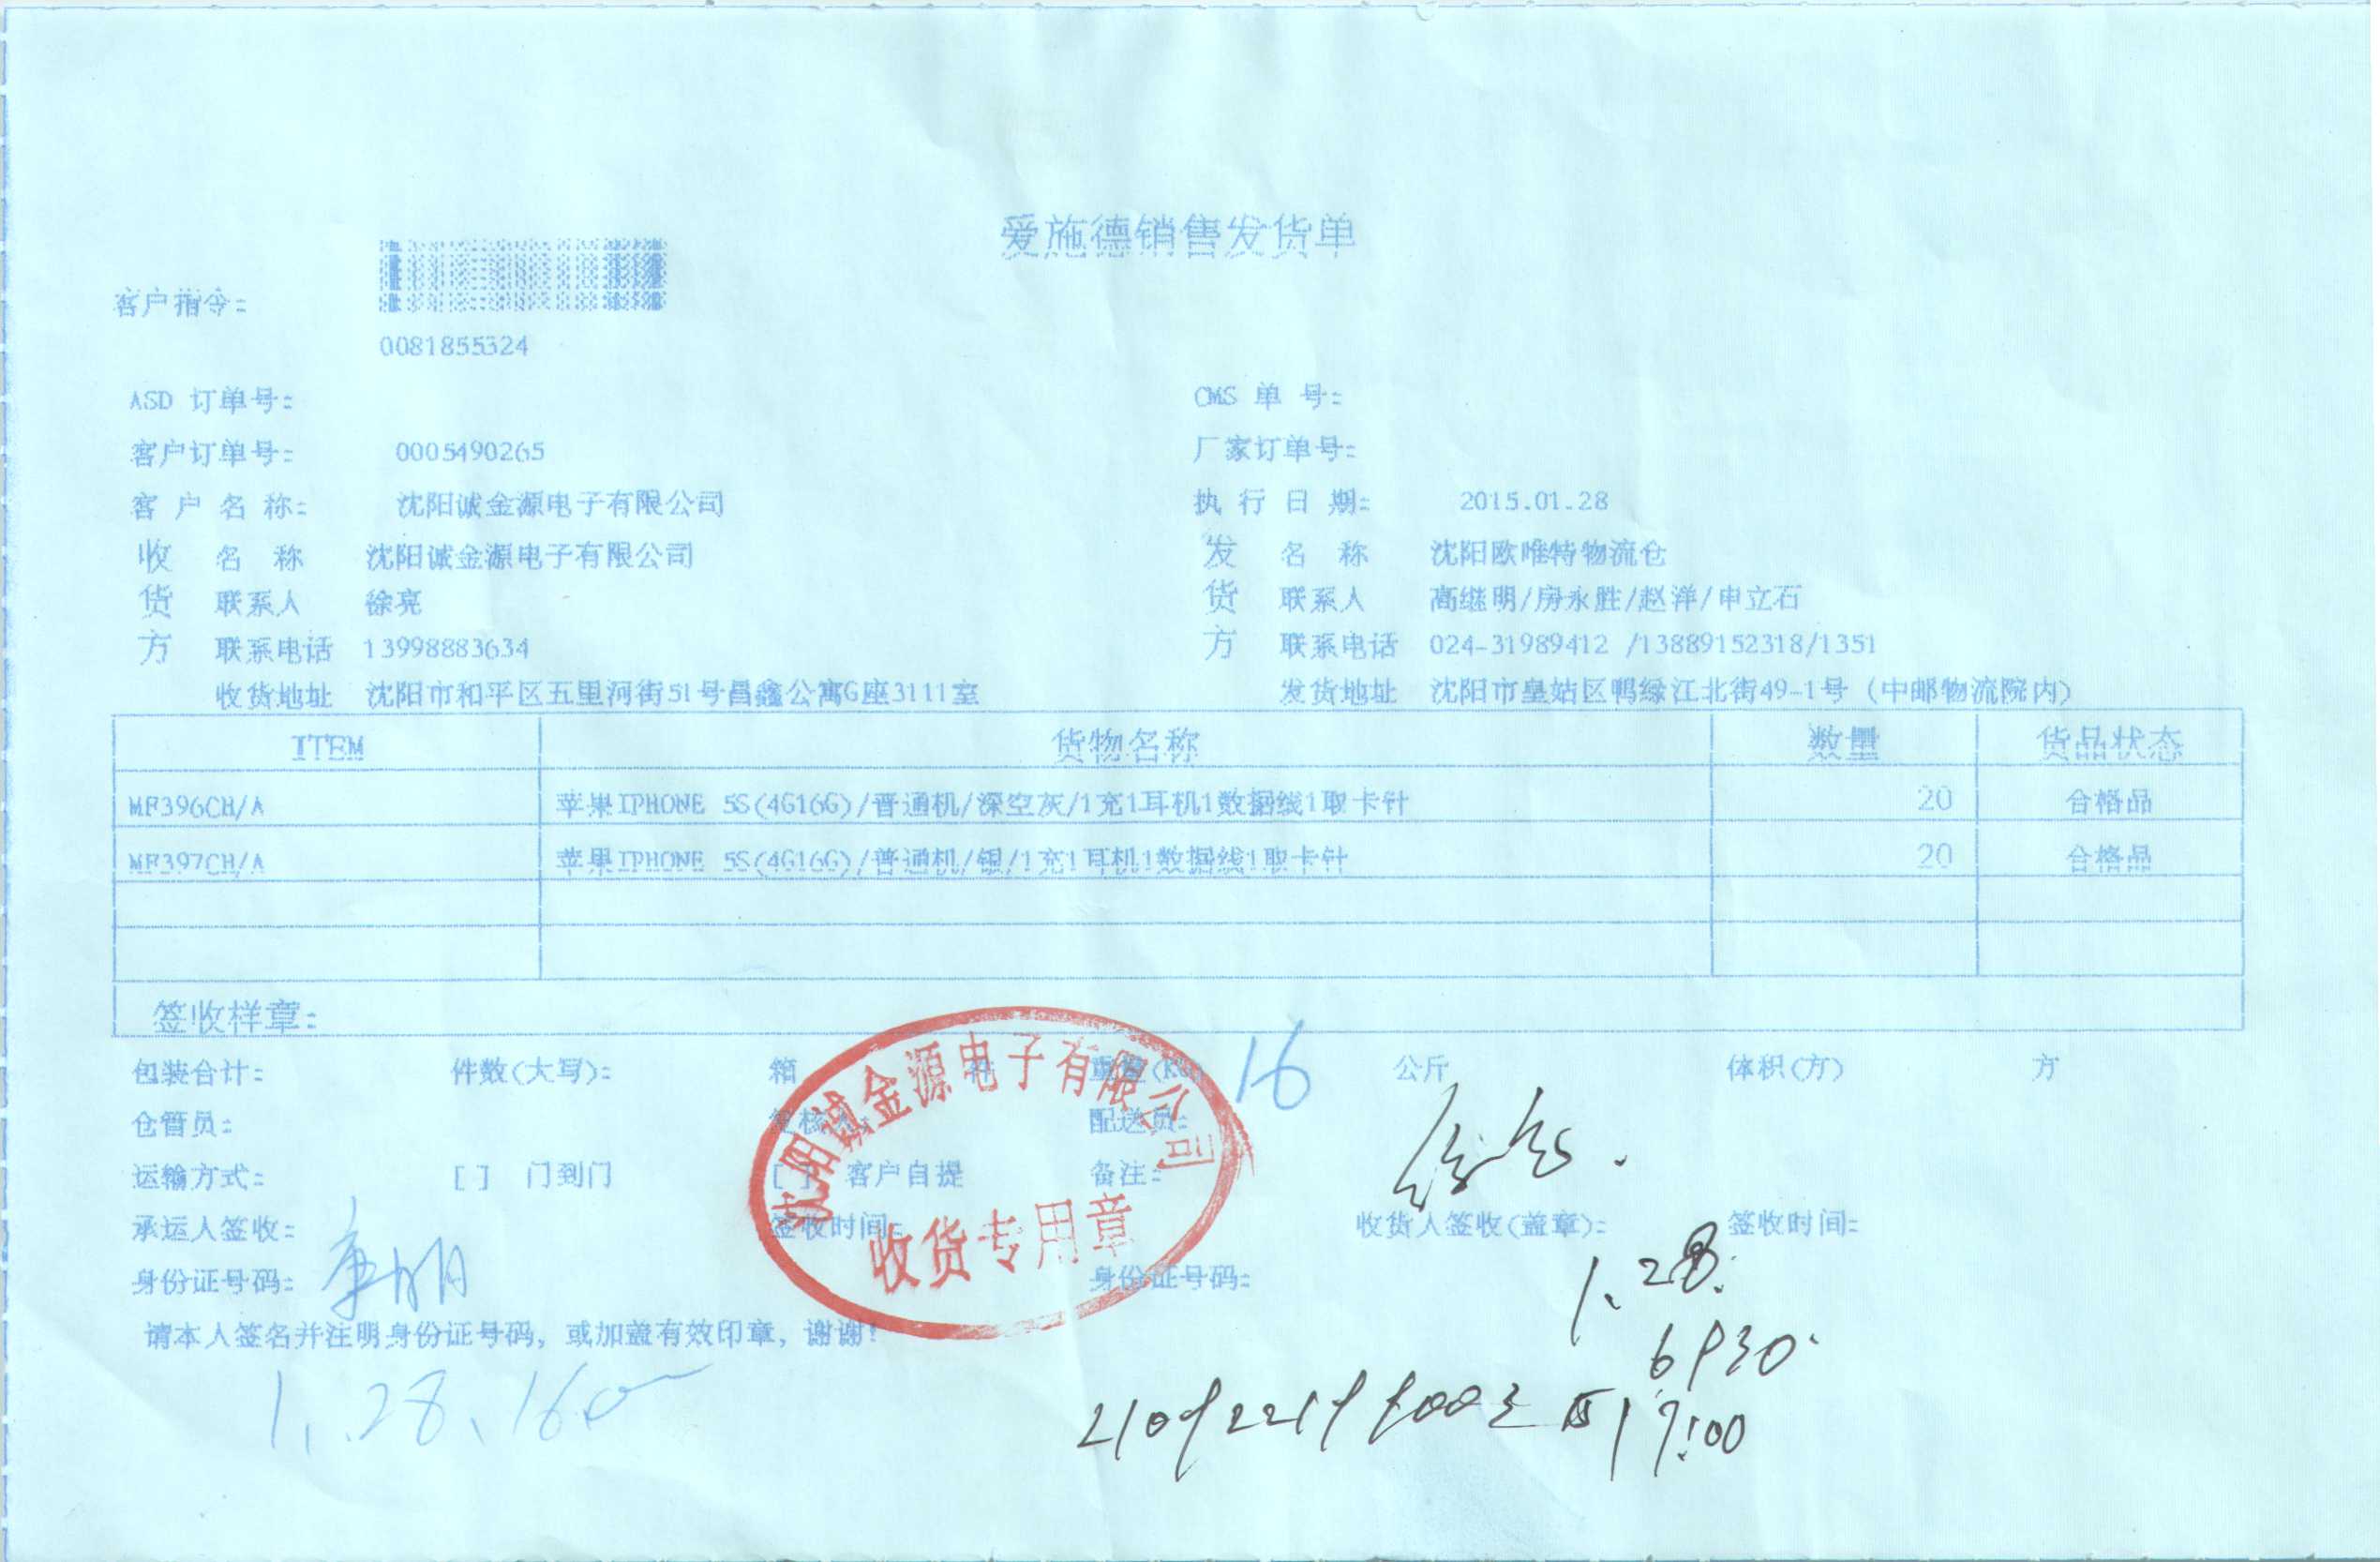 爱施德销售发货单
客户指令:
0081855324
ASD 订单号: CMS 单 号:
客户订单号: 0005490265 厂家订单号:
客 户 名 称: 沈阳诚金源电子有限公司 执 行 日 期: 2015.01.28
收 名 称 沈阳诚金源电子有限公司 发 名 称 沈阳欧唯特物流仓
货 联系人 徐亮 货 联系人 高继明/房永胜/赵洋/申立石
方 联系电话 13998883634 方 联系电话 024-31989412 /13889152318/1351
收货地址 沈阳市和平区五里河街51号昌鑫公寓G座3111室 发货地址 沈阳市皇姑区鸭绿江北街49-1号 (中邮物流院内)
ITEM 货物名称 数量 货品状态
MF396CH/A 苹果IPHONE 5S(4G16G)/普通机/深空灰/1充1耳机1数据线1取卡针 20 合格品
MF397CH/A 苹果IPHONE 5S(4G16G)/普通机/银/1充1耳机1数据线1取卡针 20 合格品
签收样章:
包装合计: 件数(大写): 箱 件 重量(KG) 16 公斤 体积(方) 方
仓管员: 复核 配送员:
运输方式: [ ] 门到门 [ ] 客户自提 备注:
承运人签收: 签收时间: 收货人签收(盖章): 签收时间:
身份证号码: 身份证号码:
1.28.
请本人签名并注明身份证号码, 或加盖有效印章, 谢谢!
沈阳诚金源电子有限公司
收货专用章
1.28、16
17:00